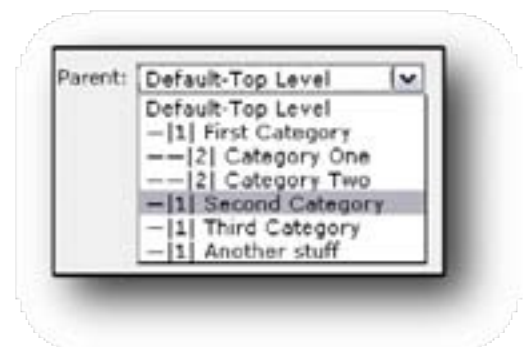 Parent: Default-Top Level
Default-Top Level
—|1| First Category
——|2| Category One
——|2| Category Two
—|1| Second Category
—|1| Third Category
—|1| Another stuff